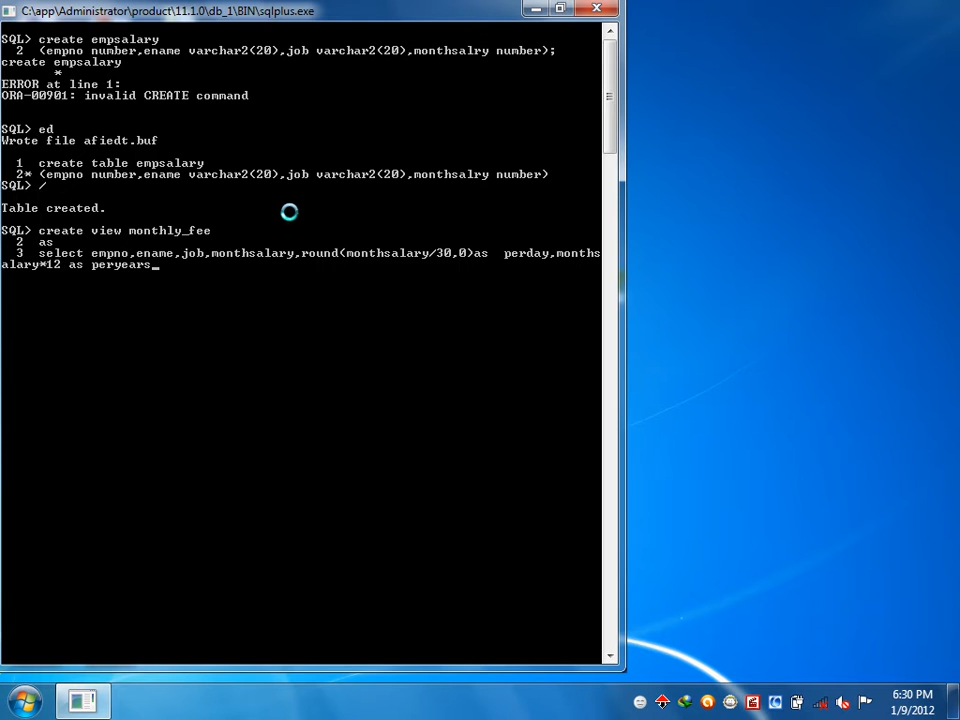 C:\app\Administrator\product\11.1.0\db_1\BIN\sqlplus.exe
SQL> create empsalary
2 (empno number,ename varchar2(20),job varchar2(20),monthsalry number);
create empsalary
*
ERROR at line 1:
ORA-00901: invalid CREATE command
SQL> ed
Wrote file afiedt.buf
1 create table empsalary
2* (empno number,ename varchar2(20),job varchar2(20),monthsalry number)
SQL> /
Table created.
SQL> create view monthly_fee
2 as
3 select empno,ename,job,monthsalary,round(monthsalary/30,0)as perday,months
alary*12 as peryears_
6:30 PM
1/9/2012